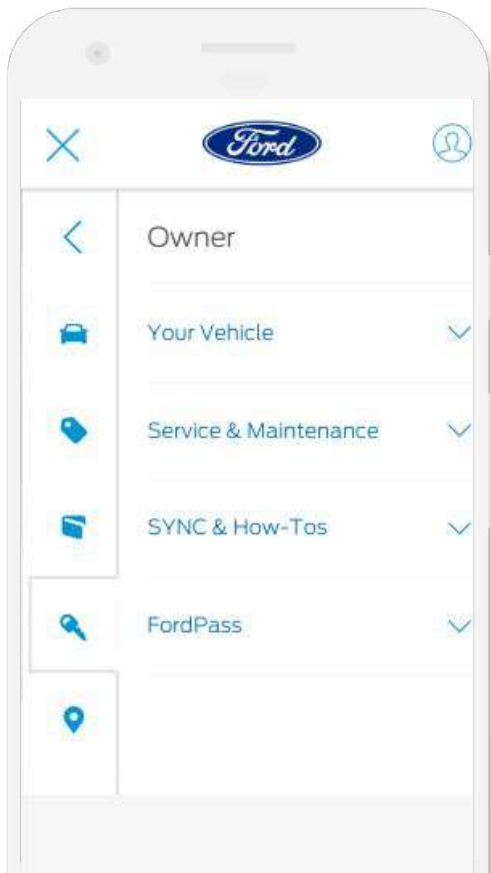 Ford
Owner
Your Vehicle
Service & Maintenance
SYNC & How-Tos
FordPass